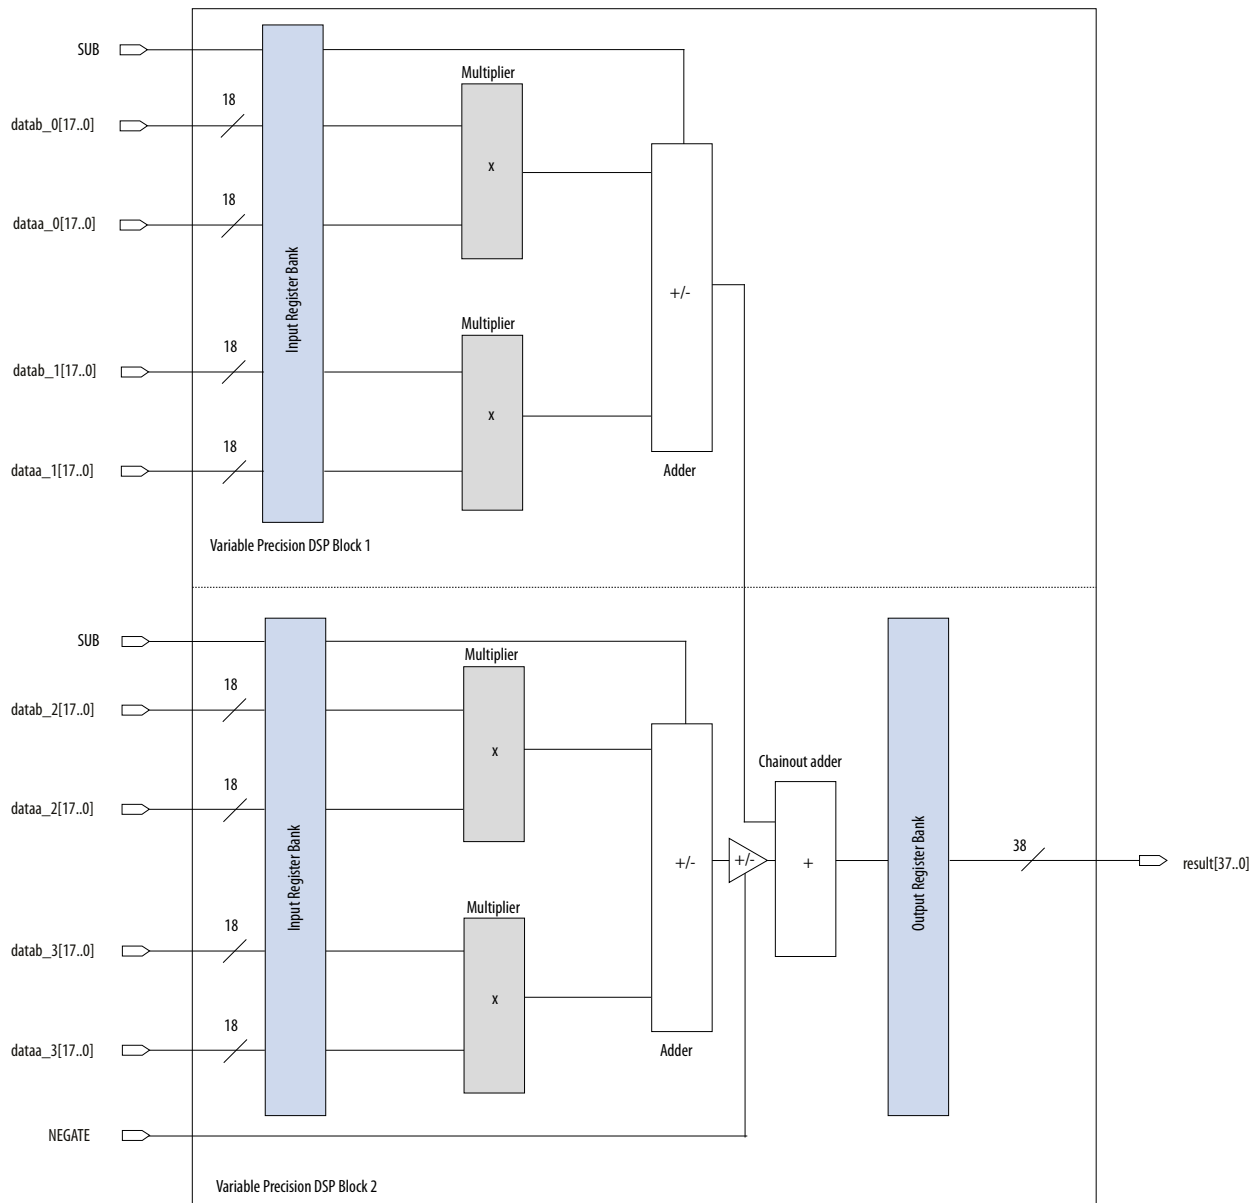 SUB
Multiplier
18
datab_0[17..0]
x
18
dataa_0[17..0]
Input Register Bank
+/-
Multiplier
18
datab_1[17..0]
x
18
dataa_1[17..0]
Adder
Variable Precision DSP Block 1
SUB
Multiplier
18
datab_2[17..0]
x
Chainout adder
18
dataa_2[17..0]
Input Register Bank
+/-
+/-
+
Output Register Bank
38
result[37..0]
Multiplier
18
datab_3[17..0]
x
18
dataa_3[17..0]
Adder
NEGATE
Variable Precision DSP Block 2